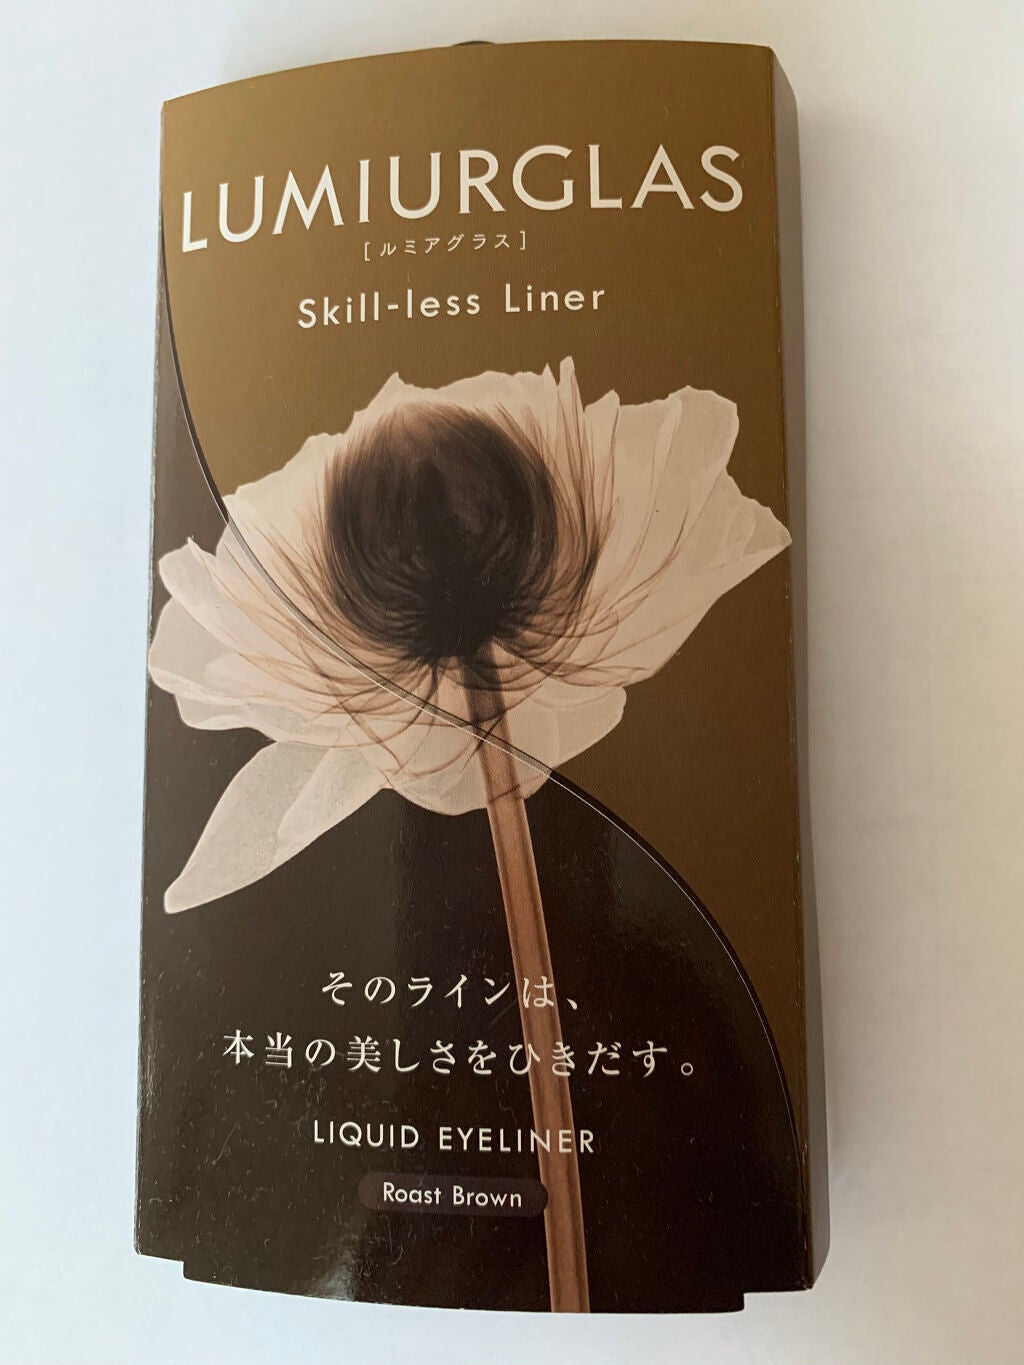 LUMIURGLAS
[ルミアグラス]
Skill-less Liner
そのラインは、
本当の美しさをひきだす。
LIQUID EYELINER
Roast Brown